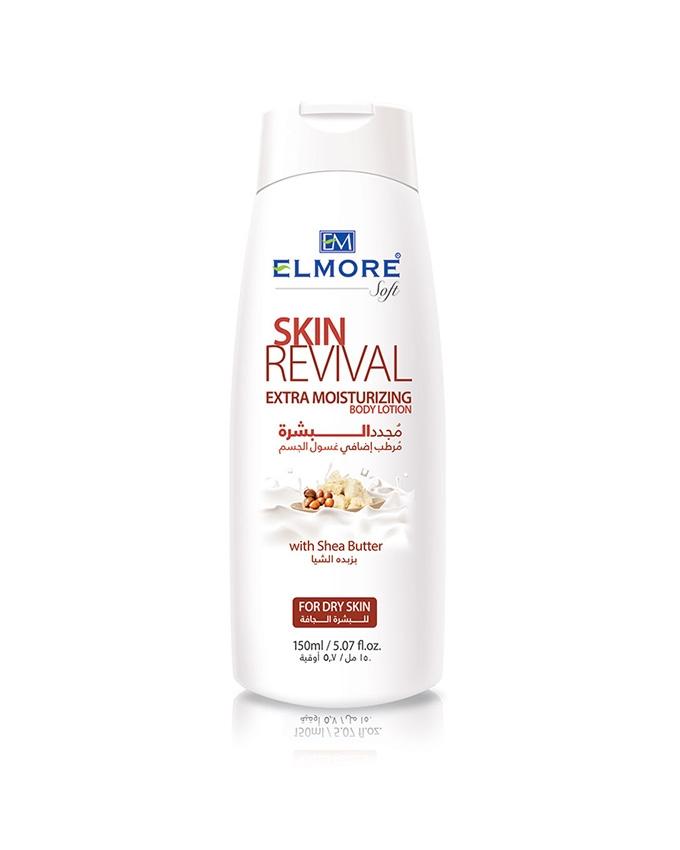 EM
ELMORE®
Soft
SKIN
REVIVAL
EXTRA MOISTURIZING
BODY LOTION
مُجدد البشرة
مُرطب إضافي غسول الجسم
with Shea Butter
بزبده الشيا
FOR DRY SKIN
للبشرة الجافة
150ml / 5.07 fl.oz.
١٥٠ مل / ٥,٧ أوقية